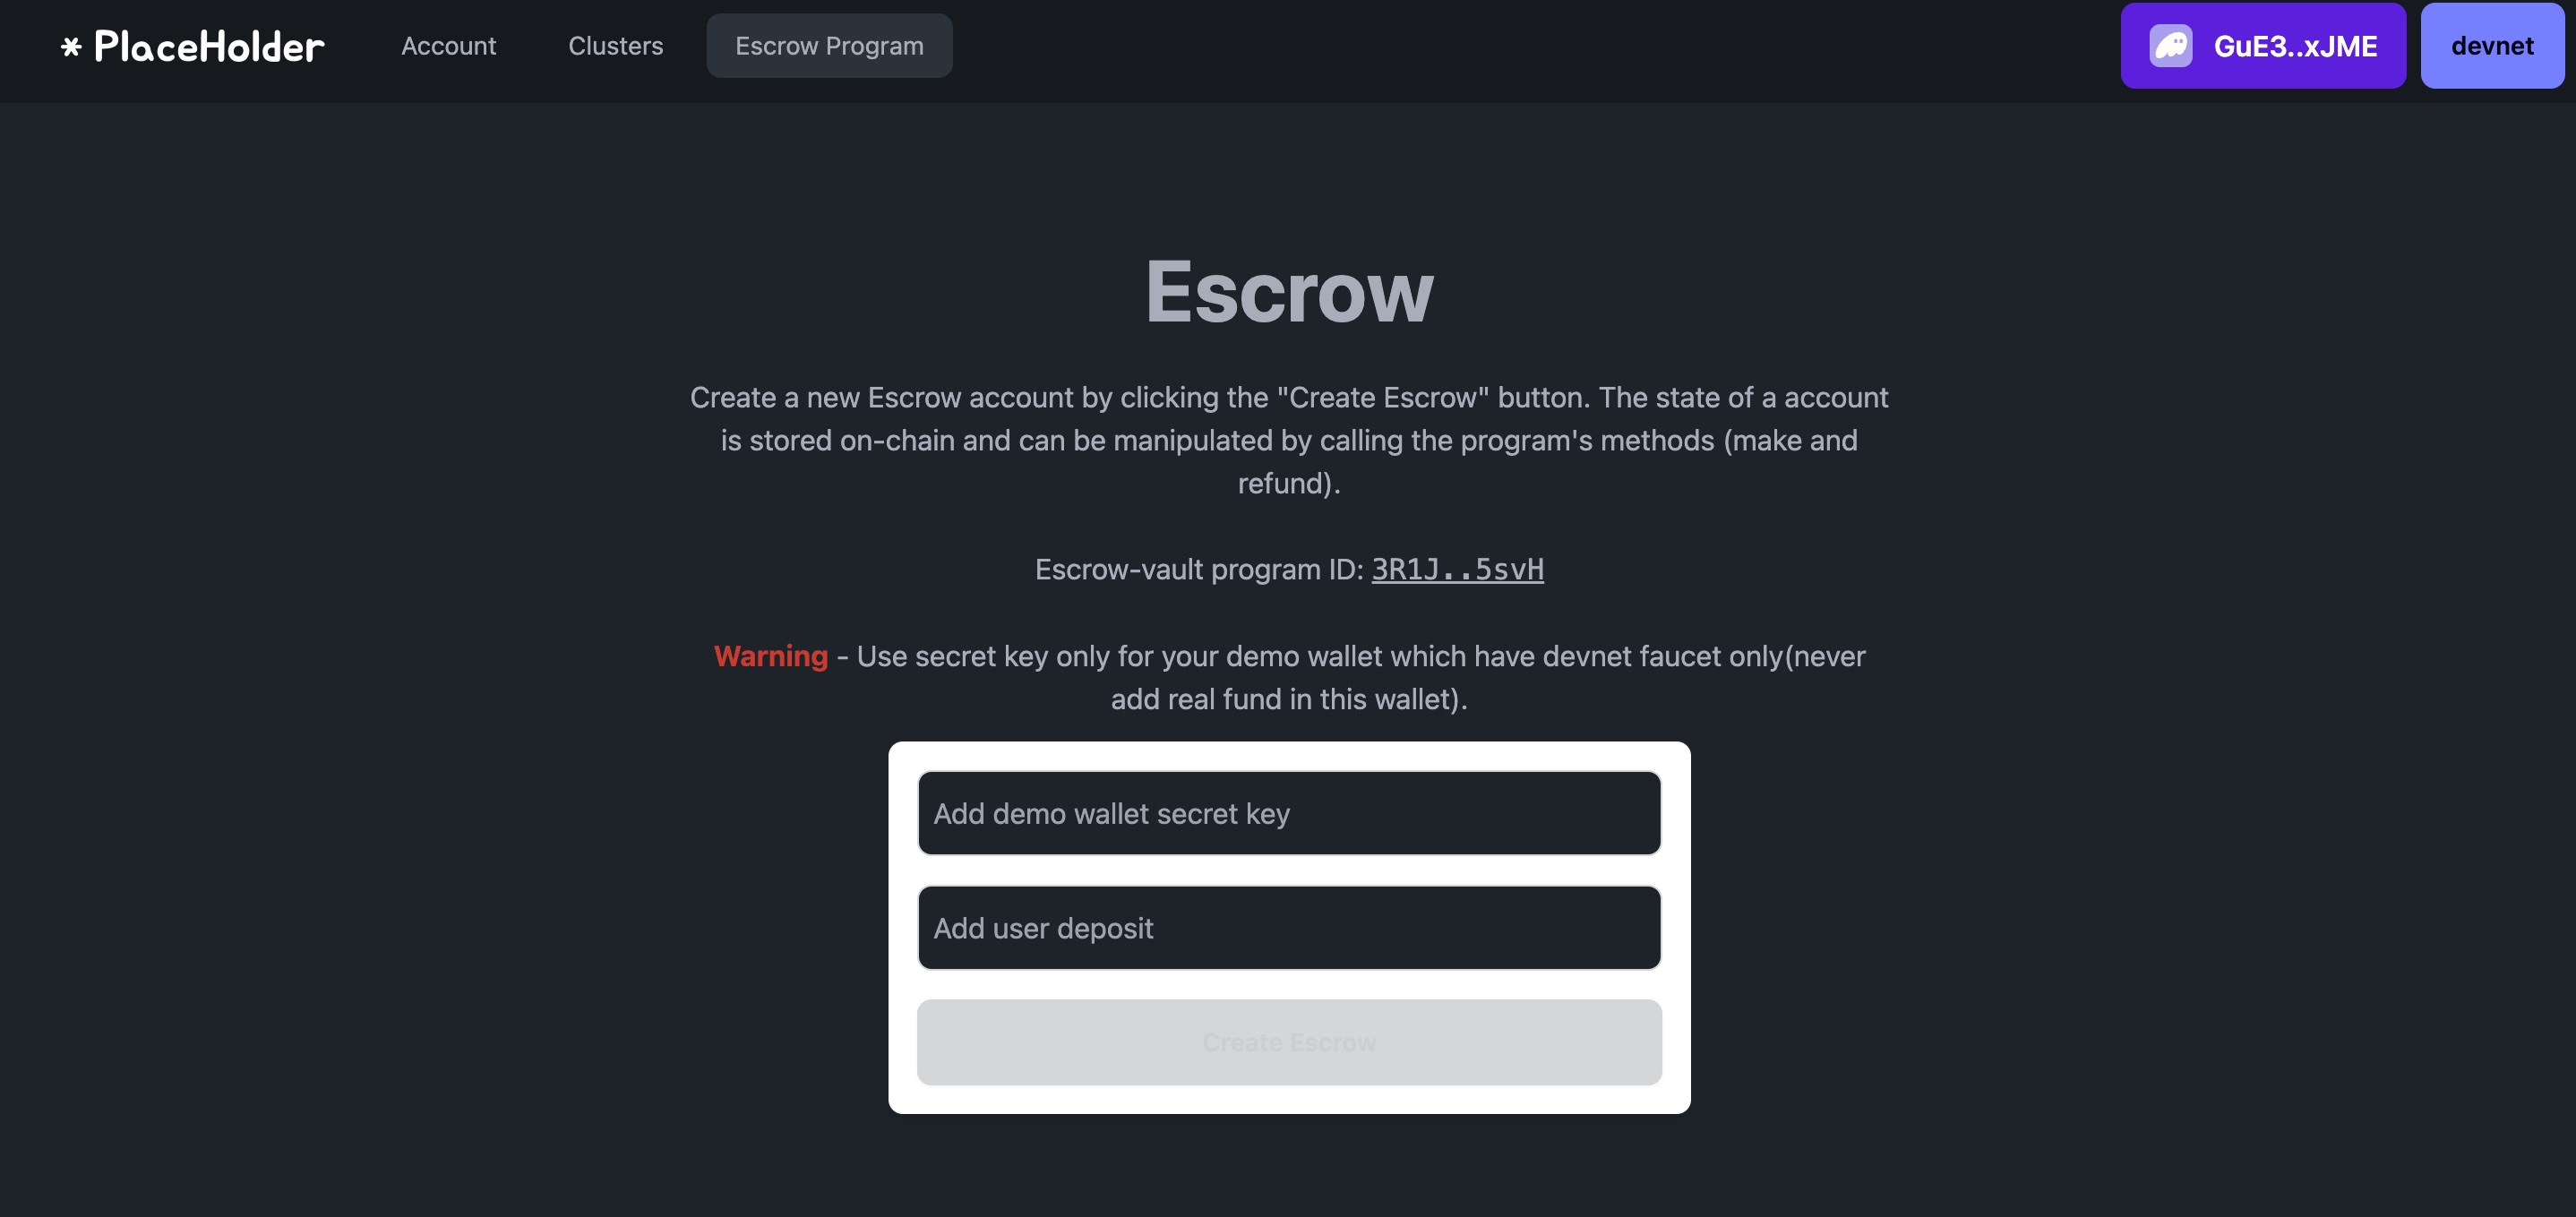 * PlaceHolder
Account
Clusters
Escrow Program
GuE3..xJME
devnet
Escrow
Create a new Escrow account by clicking the "Create Escrow" button. The state of a account
is stored on-chain and can be manipulated by calling the program's methods (make and
refund).
Escrow-vault program ID: 3R1J..5svH
Warning - Use secret key only for your demo wallet which have devnet faucet only(never
add real fund in this wallet).
Add demo wallet secret key
Add user deposit
Create Escrow